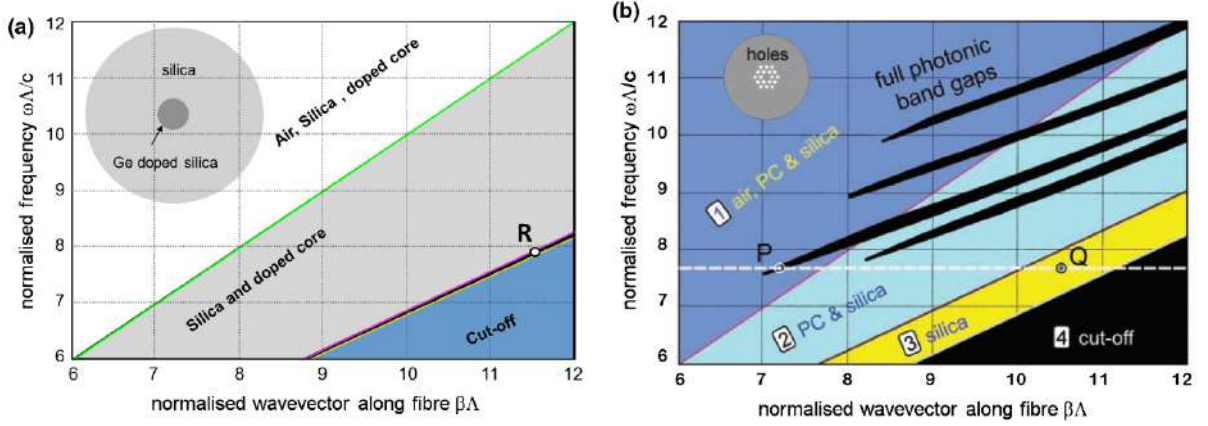 (a)
12
11
10
9
8
7
6
normalised frequency ωΛ/c
silica
Ge doped silica
Air, Silica , doped core
Silica and doped core
R
Cut-off
6 7 8 9 10 11 12
normalised wavevector along fibre βΛ
(b)
12
11
10
9
8
7
6
normalised frequency ωΛ/c
holes
full photonic
band gaps
1 air, PC & silica
P
Q
2 PC & silica
3 silica
4 cut-off
6 7 8 9 10 11 12
normalised wavevector along fibre βΛ